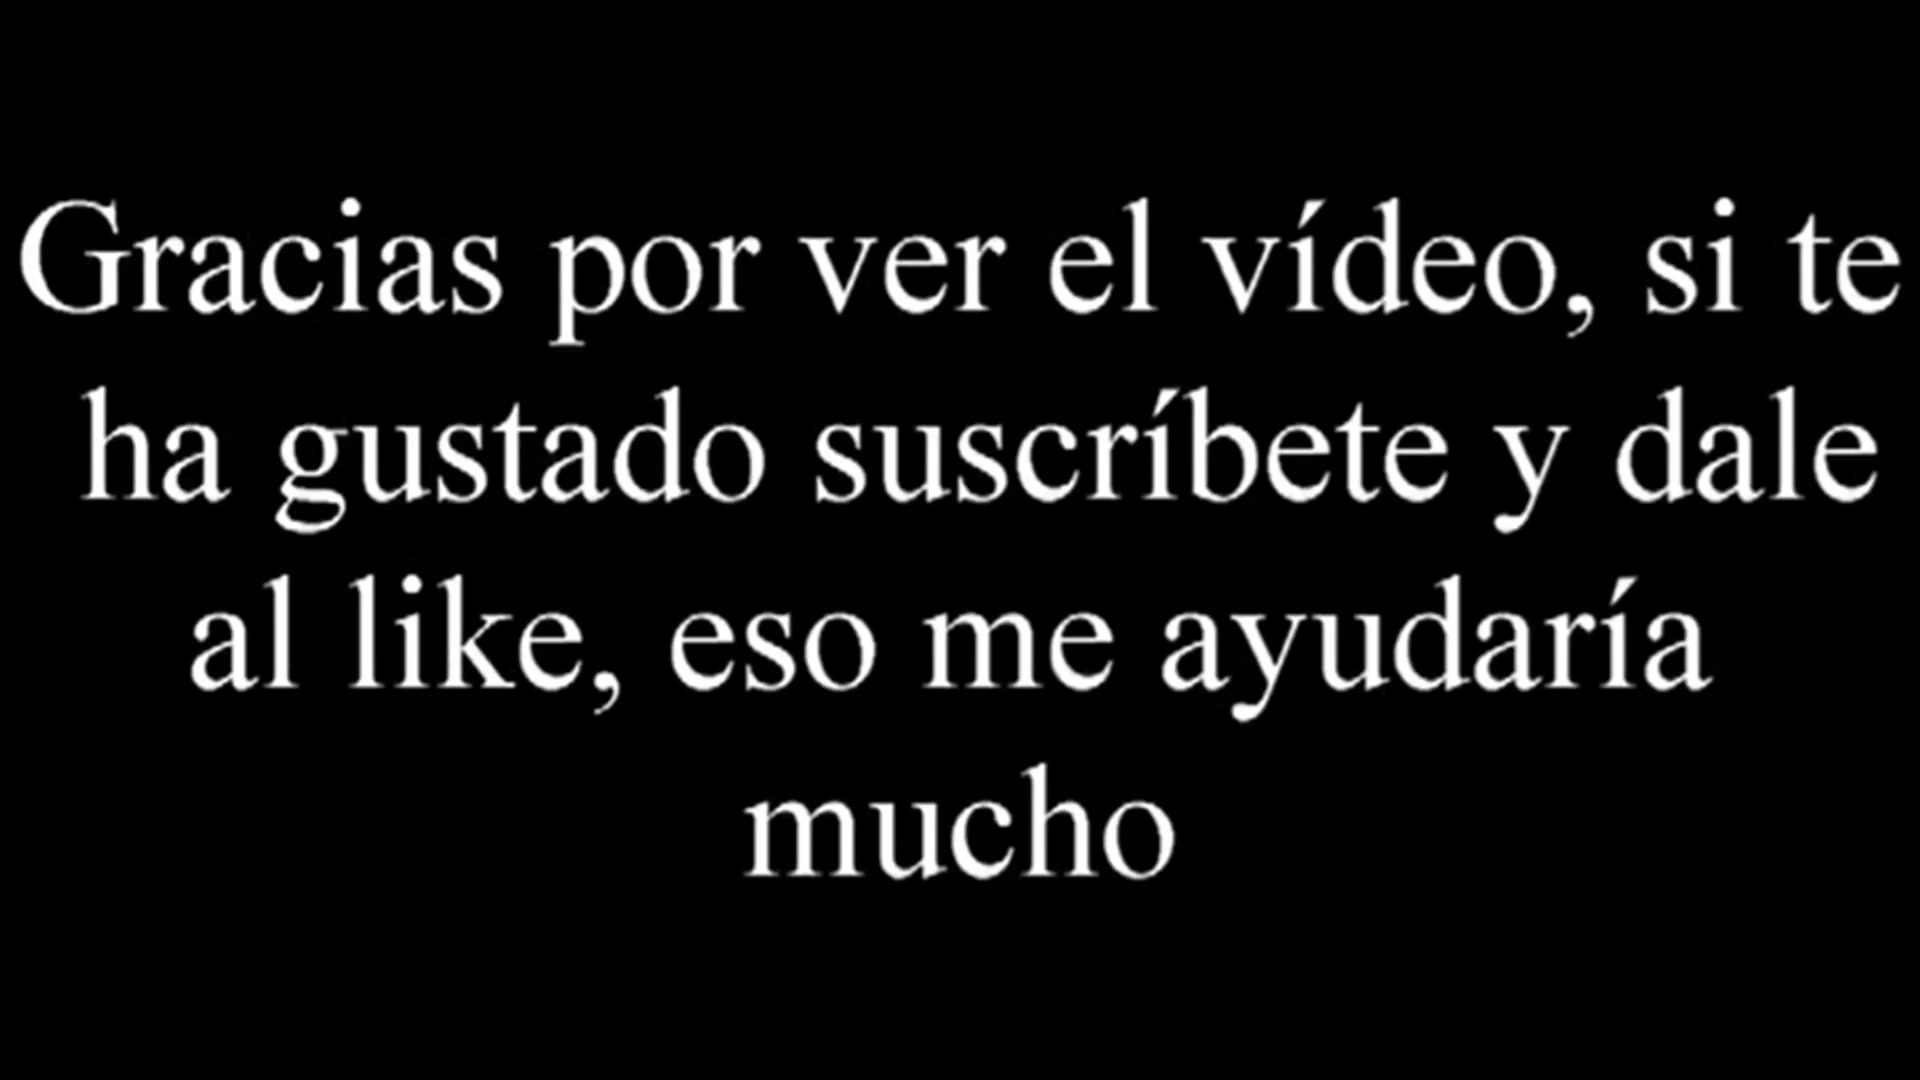 Gracias por ver el vídeo, si te
ha gustado suscríbete y dale
al like, eso me ayudaría
mucho